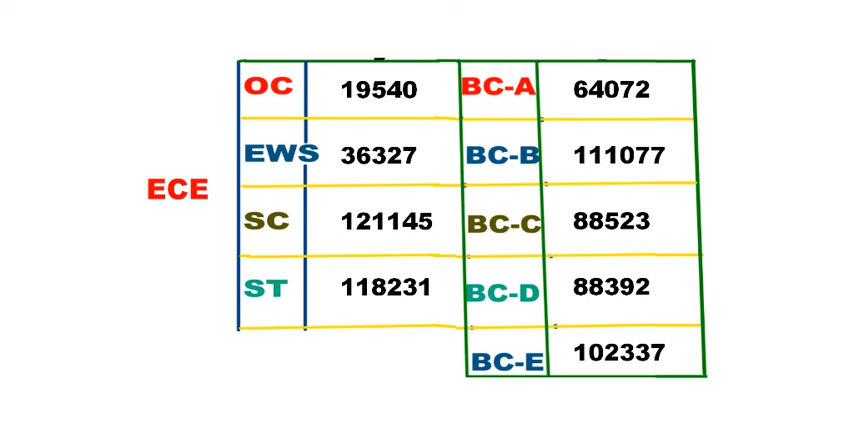 OC 19540 BC-A 64072
EWS 36327 BC-B 111077
ECE
SC 121145 BC-C 88523
ST 118231 BC-D 88392
BC-E 102337